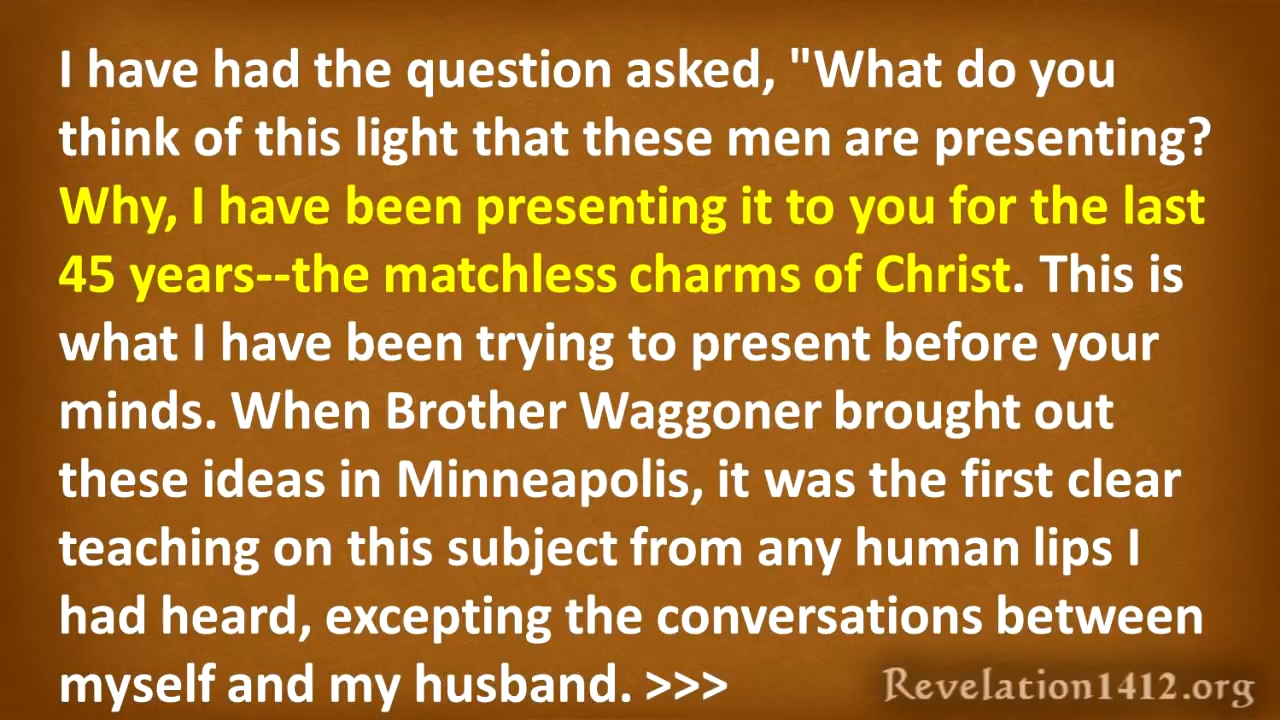 I have had the question asked, "What do you
think of this light that these men are presenting?
Why, I have been presenting it to you for the last
45 years--the matchless charms of Christ. This is
what I have been trying to present before your
minds. When Brother Waggoner brought out
these ideas in Minneapolis, it was the first clear
teaching on this subject from any human lips I
had heard, excepting the conversations between
myself and my husband. >>>
Revelation1412.org